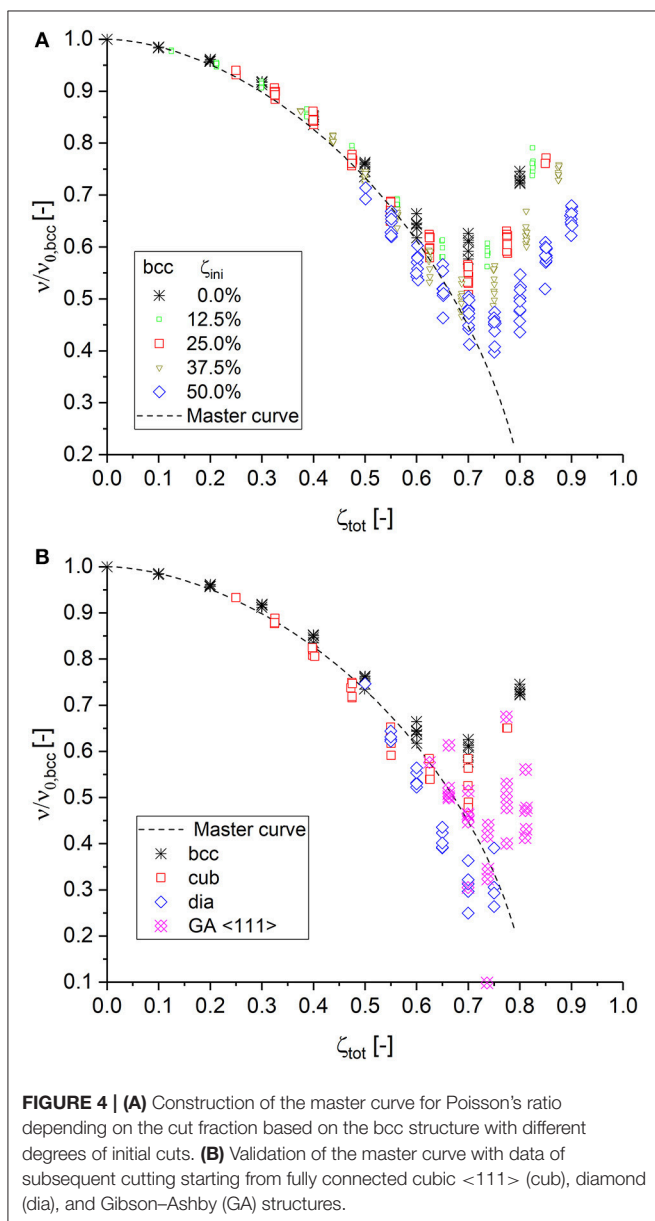 A
1.0
0.9
0.8
0.7
0.6
0.5
0.4
0.3
0.2
ν/ν0,bcc [-]
bcc ζini
0.0%
12.5%
25.0%
37.5%
50.0%
Master curve
0.0 0.1 0.2 0.3 0.4 0.5 0.6 0.7 0.8 0.9 1.0
ζtot [-]
B
1.0
0.9
0.8
0.7
0.6
0.5
0.4
0.3
0.2
0.1
ν/ν0,bcc [-]
Master curve
bcc
cub
dia
GA <111>
0.0 0.1 0.2 0.3 0.4 0.5 0.6 0.7 0.8 0.9 1.0
ζtot [-]
FIGURE 4 | (A) Construction of the master curve for Poisson's ratio
depending on the cut fraction based on the bcc structure with different
degrees of initial cuts. (B) Validation of the master curve with data of
subsequent cutting starting from fully connected cubic <111> (cub), diamond
(dia), and Gibson–Ashby (GA) structures.